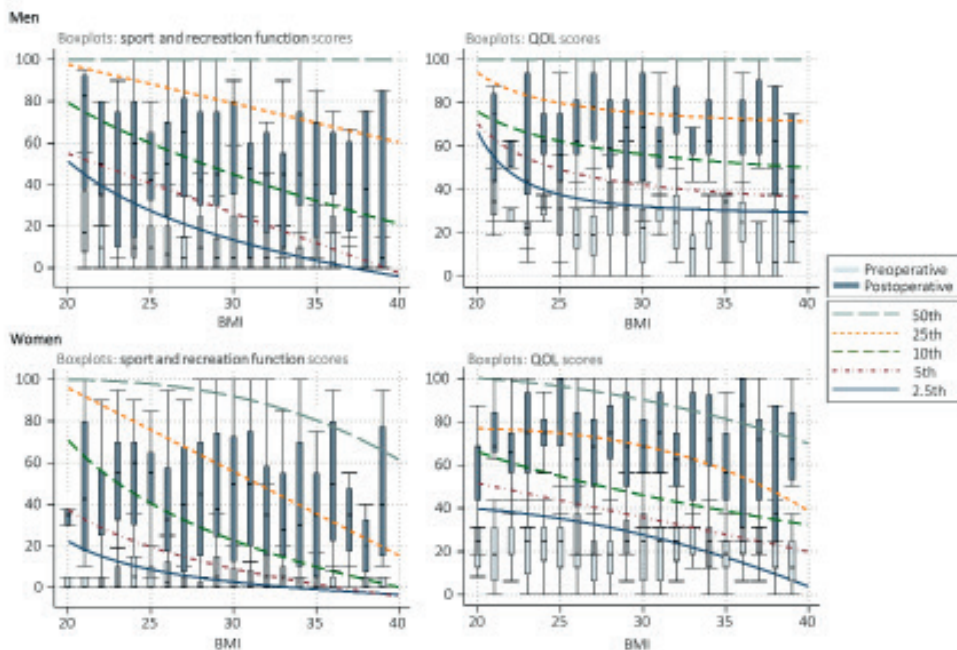 Men
Boxplots: sport and recreation function scores
100
80
60
40
20
0
20 25 30 35 40
BMI
Boxplots: QOL scores
100
80
60
40
20
0
20 25 30 35 40
BMI
Preoperative
Postoperative
50th
25th
10th
5th
2.5th
Women
Boxplots: sport and recreation function scores
100
80
60
40
20
0
20 25 30 35 40
BMI
Boxplots: QOL scores
100
80
60
40
20
0
20 25 30 35 40
BMI